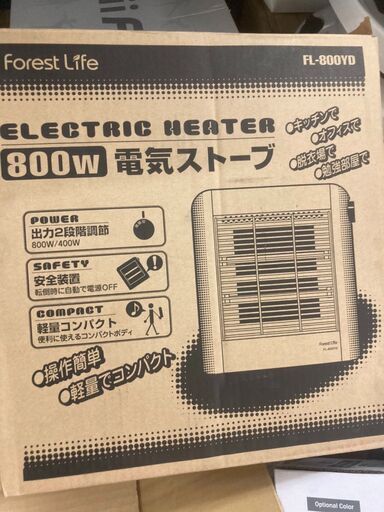 Forest Life
FL-800YD
ELECTRIC HEATER
800W 電気ストーブ
●キッチンで
●オフィスで
●脱衣場で
●勉強部屋で
POWER
出力2段階調節
800W/400W
SAFETY
安全装置
転倒時に自動で電源OFF
COMPACT
軽量コンパクト
便利に使えるコンパクトボディ
●操作簡単
●軽量でコンパクト
Forest Life
Optional Color